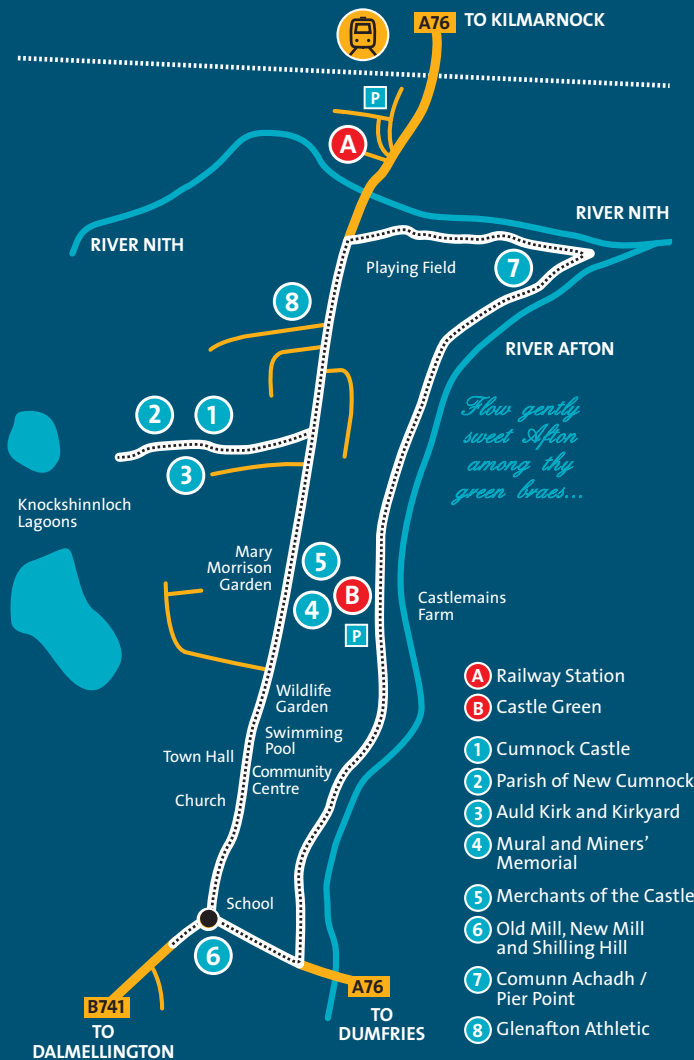 A76 TO KILMARNOCK
P
A
RIVER NITH
RIVER NITH
Playing Field
7
8
RIVER AFTON
Flow gently
sweet Afton
among thy
green braes...
2
1
3
Knockshinnloch
Lagoons
Mary
Morrison
Garden
5
B
4
P
Castlemains
Farm
Wildlife
Garden
Swimming
Pool
Town Hall
Community
Centre
Church
School
6
B741
TO
DALMELLINGTON
A76
TO
DUMFRIES
A Railway Station
B Castle Green
1 Cumnock Castle
2 Parish of New Cumnock
3 Auld Kirk and Kirkyard
4 Mural and Miners'
Memorial
5 Merchants of the Castle
6 Old Mill, New Mill
and Shilling Hill
7 Comunn Achadh /
Pier Point
8 Glenafton Athletic